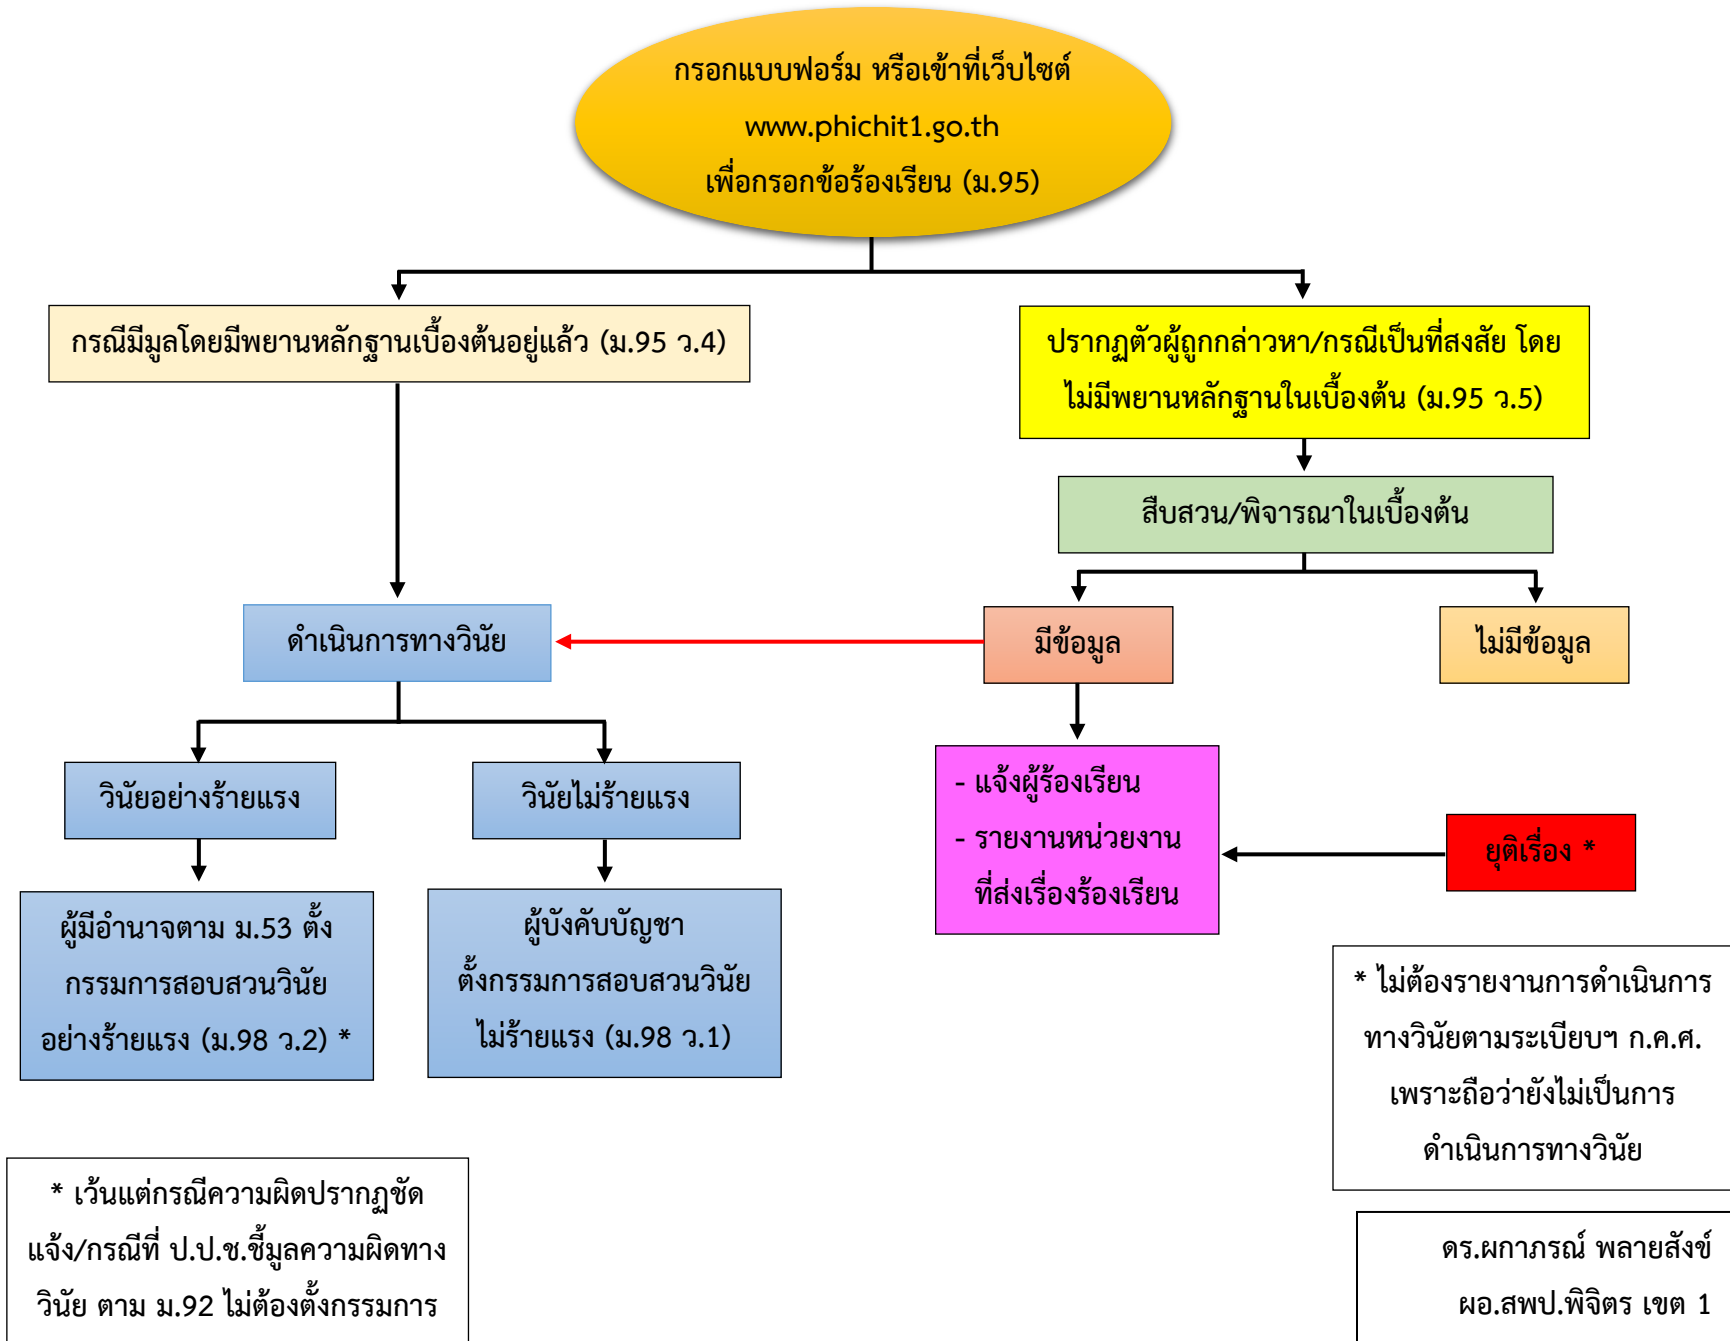 กรอกแบบฟอร์ม หรือเข้าที่เว็บไซต์
www.phichit1.go.th
เพื่อกรอกข้อร้องเรียน (ม.95)
กรณีมีมูลโดยมีพยานหลักฐานเบื้องต้นอยู่แล้ว (ม.95 ว.4)
ปรากฏตัวผู้ถูกกล่าวหา/กรณีเป็นที่สงสัย โดย
ไม่มีพยานหลักฐานในเบื้องต้น (ม.95 ว.5)
สืบสวน/พิจารณาในเบื้องต้น
ดำเนินการทางวินัย
มีข้อมูล
ไม่มีข้อมูล
วินัยอย่างร้ายแรง
วินัยไม่ร้ายแรง
- แจ้งผู้ร้องเรียน
- รายงานหน่วยงาน
ที่ส่งเรื่องร้องเรียน
ยุติเรื่อง *
ผู้มีอำนาจตาม ม.53 ตั้ง
กรรมการสอบสวนวินัย
อย่างร้ายแรง (ม.98 ว.2) *
ผู้บังคับบัญชา
ตั้งกรรมการสอบสวนวินัย
ไม่ร้ายแรง (ม.98 ว.1)
* ไม่ต้องรายงานการดำเนินการ
ทางวินัยตามระเบียบฯ ก.ค.ศ.
เพราะถือว่ายังไม่เป็นการ
ดำเนินการทางวินัย
* เว้นแต่กรณีความผิดปรากฏชัด
แจ้ง/กรณีที่ ป.ป.ช.ชี้มูลความผิดทาง
วินัย ตาม ม.92 ไม่ต้องตั้งกรรมการ
ดร.ผกาภรณ์ พลายสังข์
ผอ.สพป.พิจิตร เขต 1